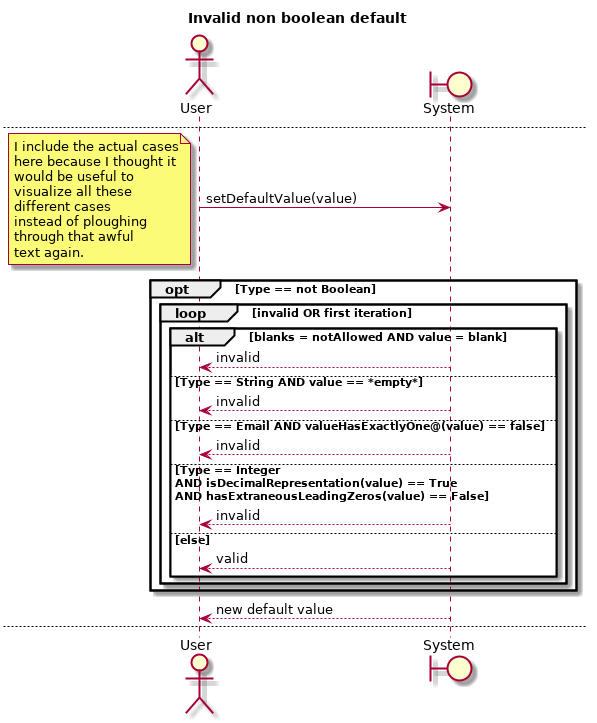 Invalid non boolean default
User
System
I include the actual cases
here because I thought it
would be useful to
visualize all these
different cases
instead of ploughing
through that awful
text again.
setDefaultValue(value)
opt [Type == not Boolean]
loop [invalid OR first iteration]
alt [blanks = notAllowed AND value = blank]
invalid
[Type == String AND value == *empty*]
invalid
[Type == Email AND valueHasExactlyOne@(value) == false]
invalid
[Type == Integer
AND isDecimalRepresentation(value) == True
AND hasExtraneousLeadingZeros(value) == False]
invalid
[else]
valid
new default value
User
System